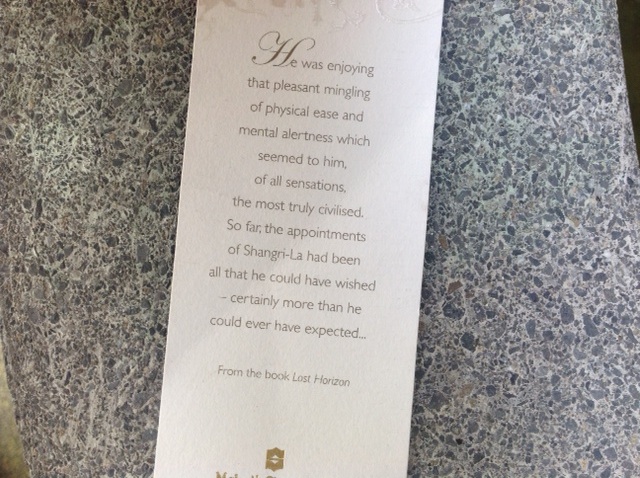 He was enjoying
that pleasant mingling
of physical ease and
mental alertness which
seemed to him,
of all sensations,
the most truly civilised.
So far, the appointments
of Shangri-La had been
all that he could have wished
– certainly more than he
could ever have expected...
From the book Lost Horizon